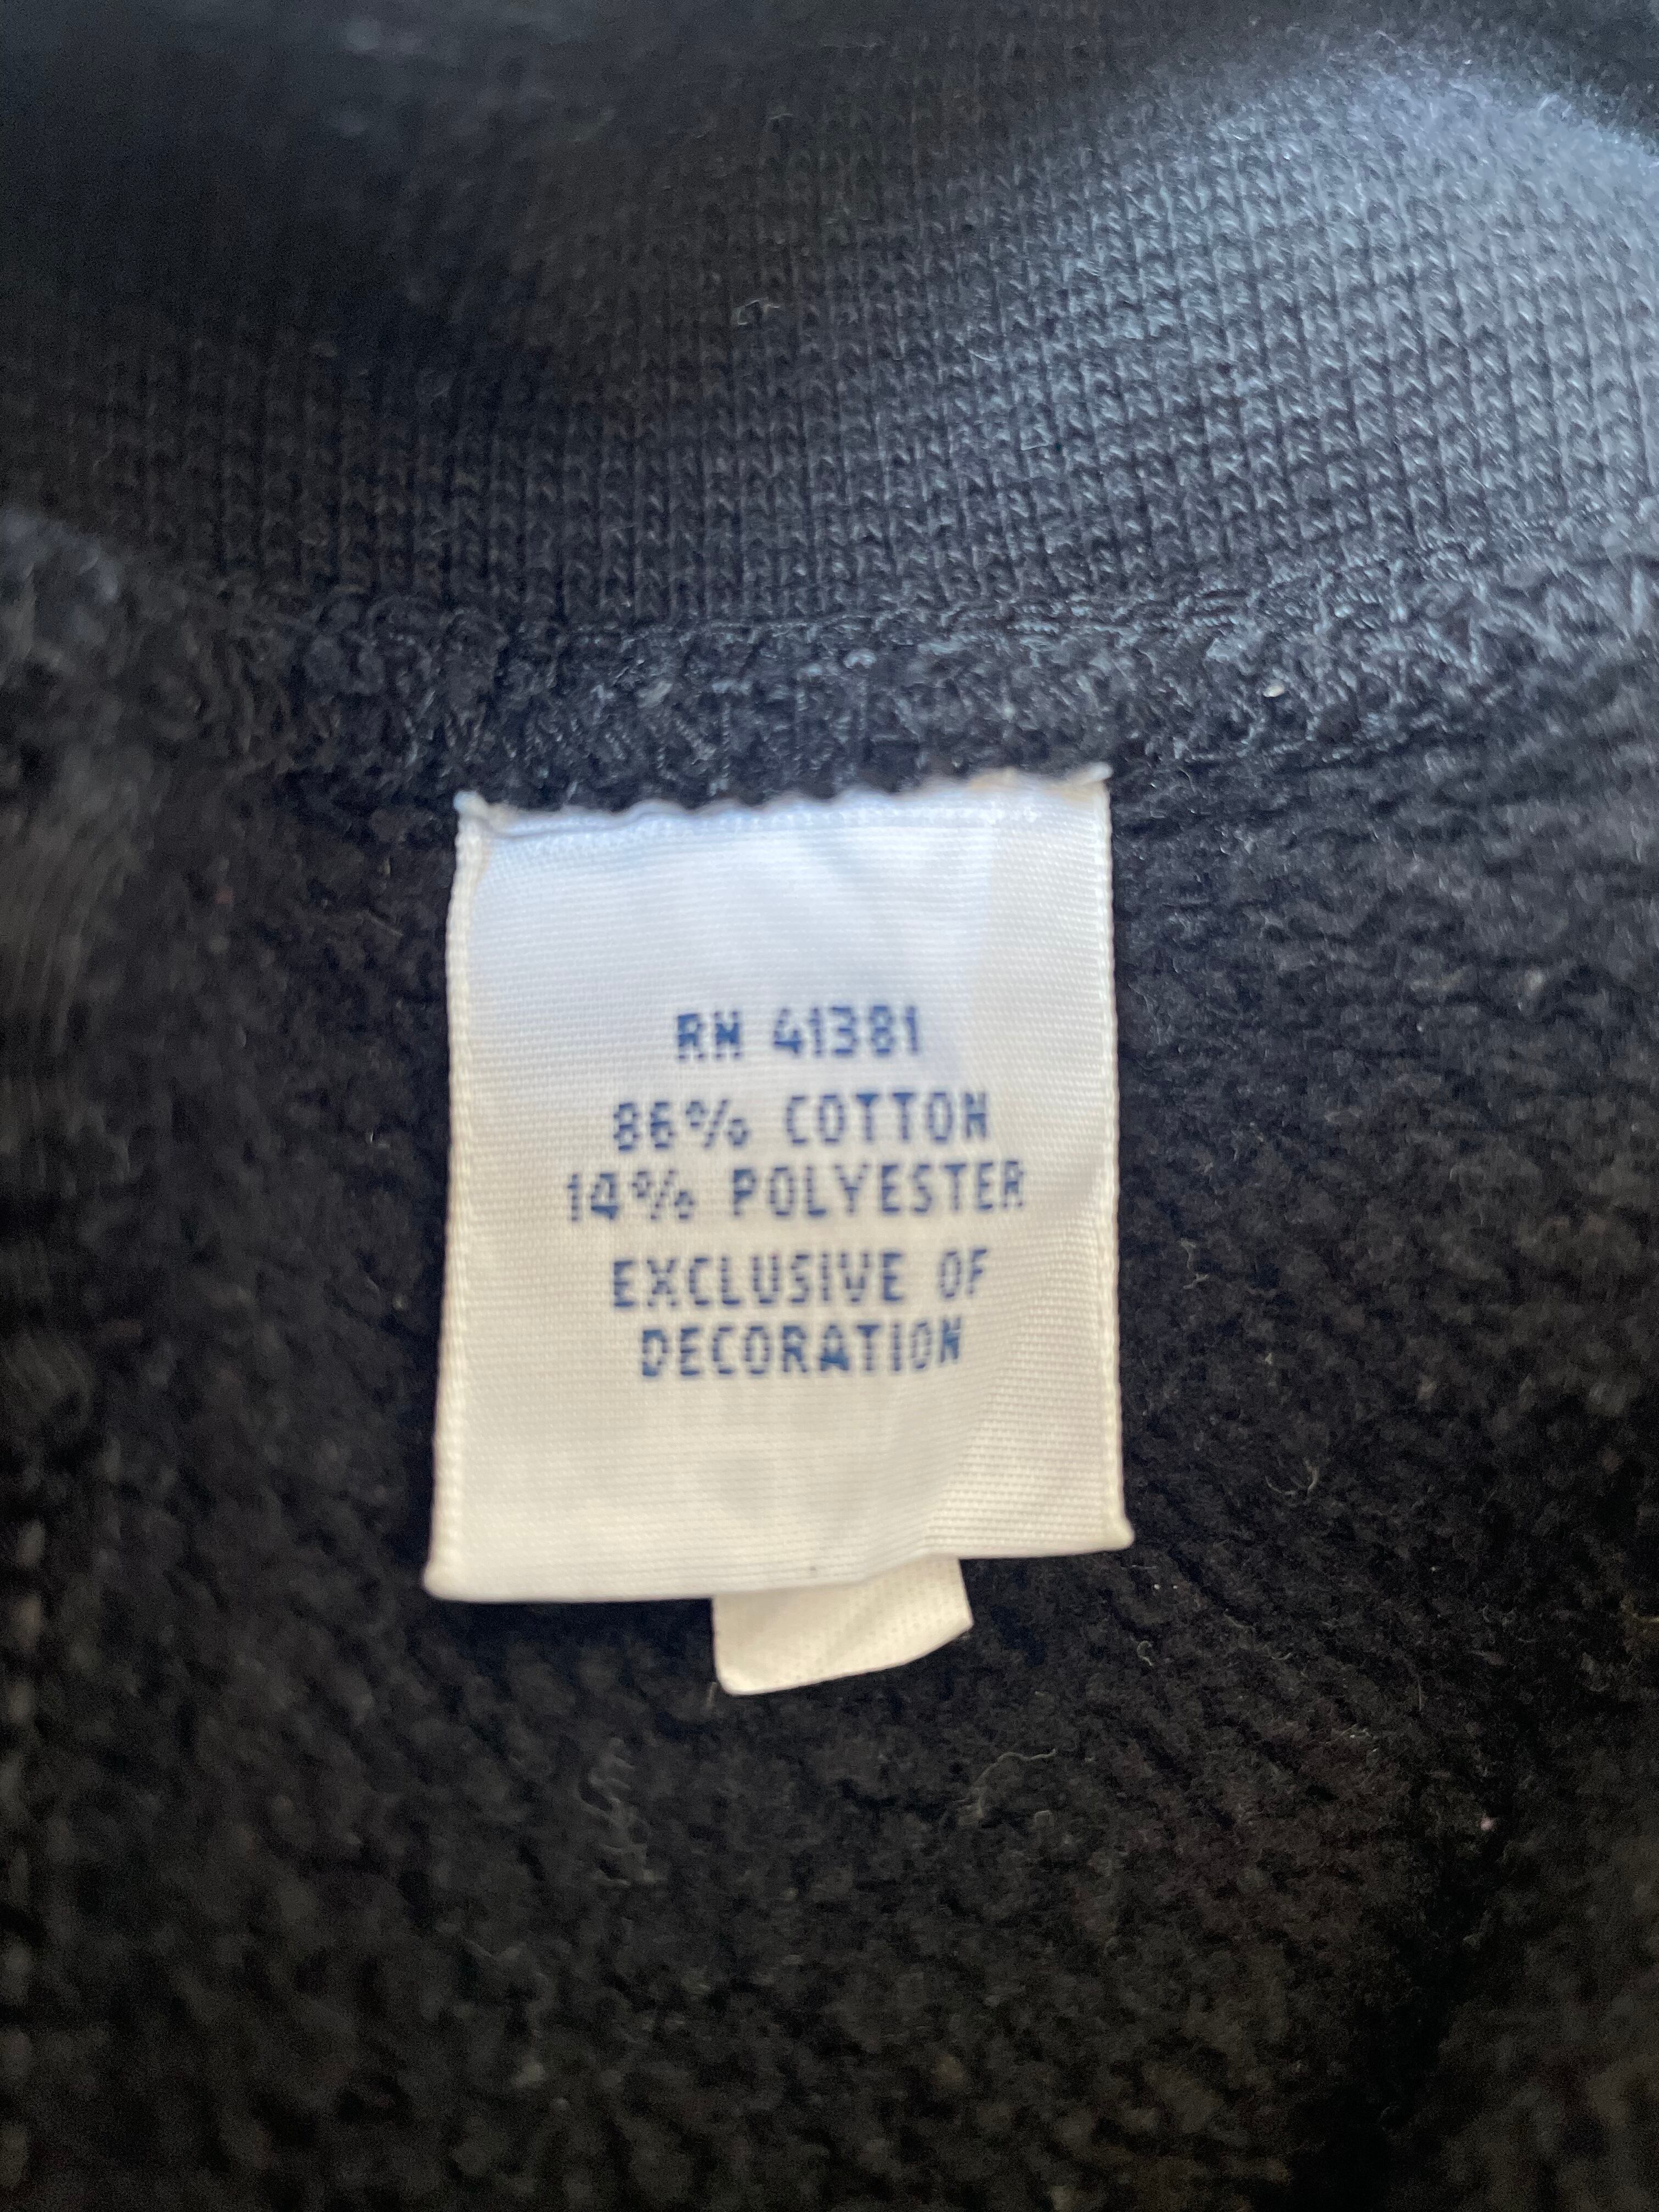 RN 41381
86% COTTON
14% POLYESTER
EXCLUSIVE OF
DECORATION